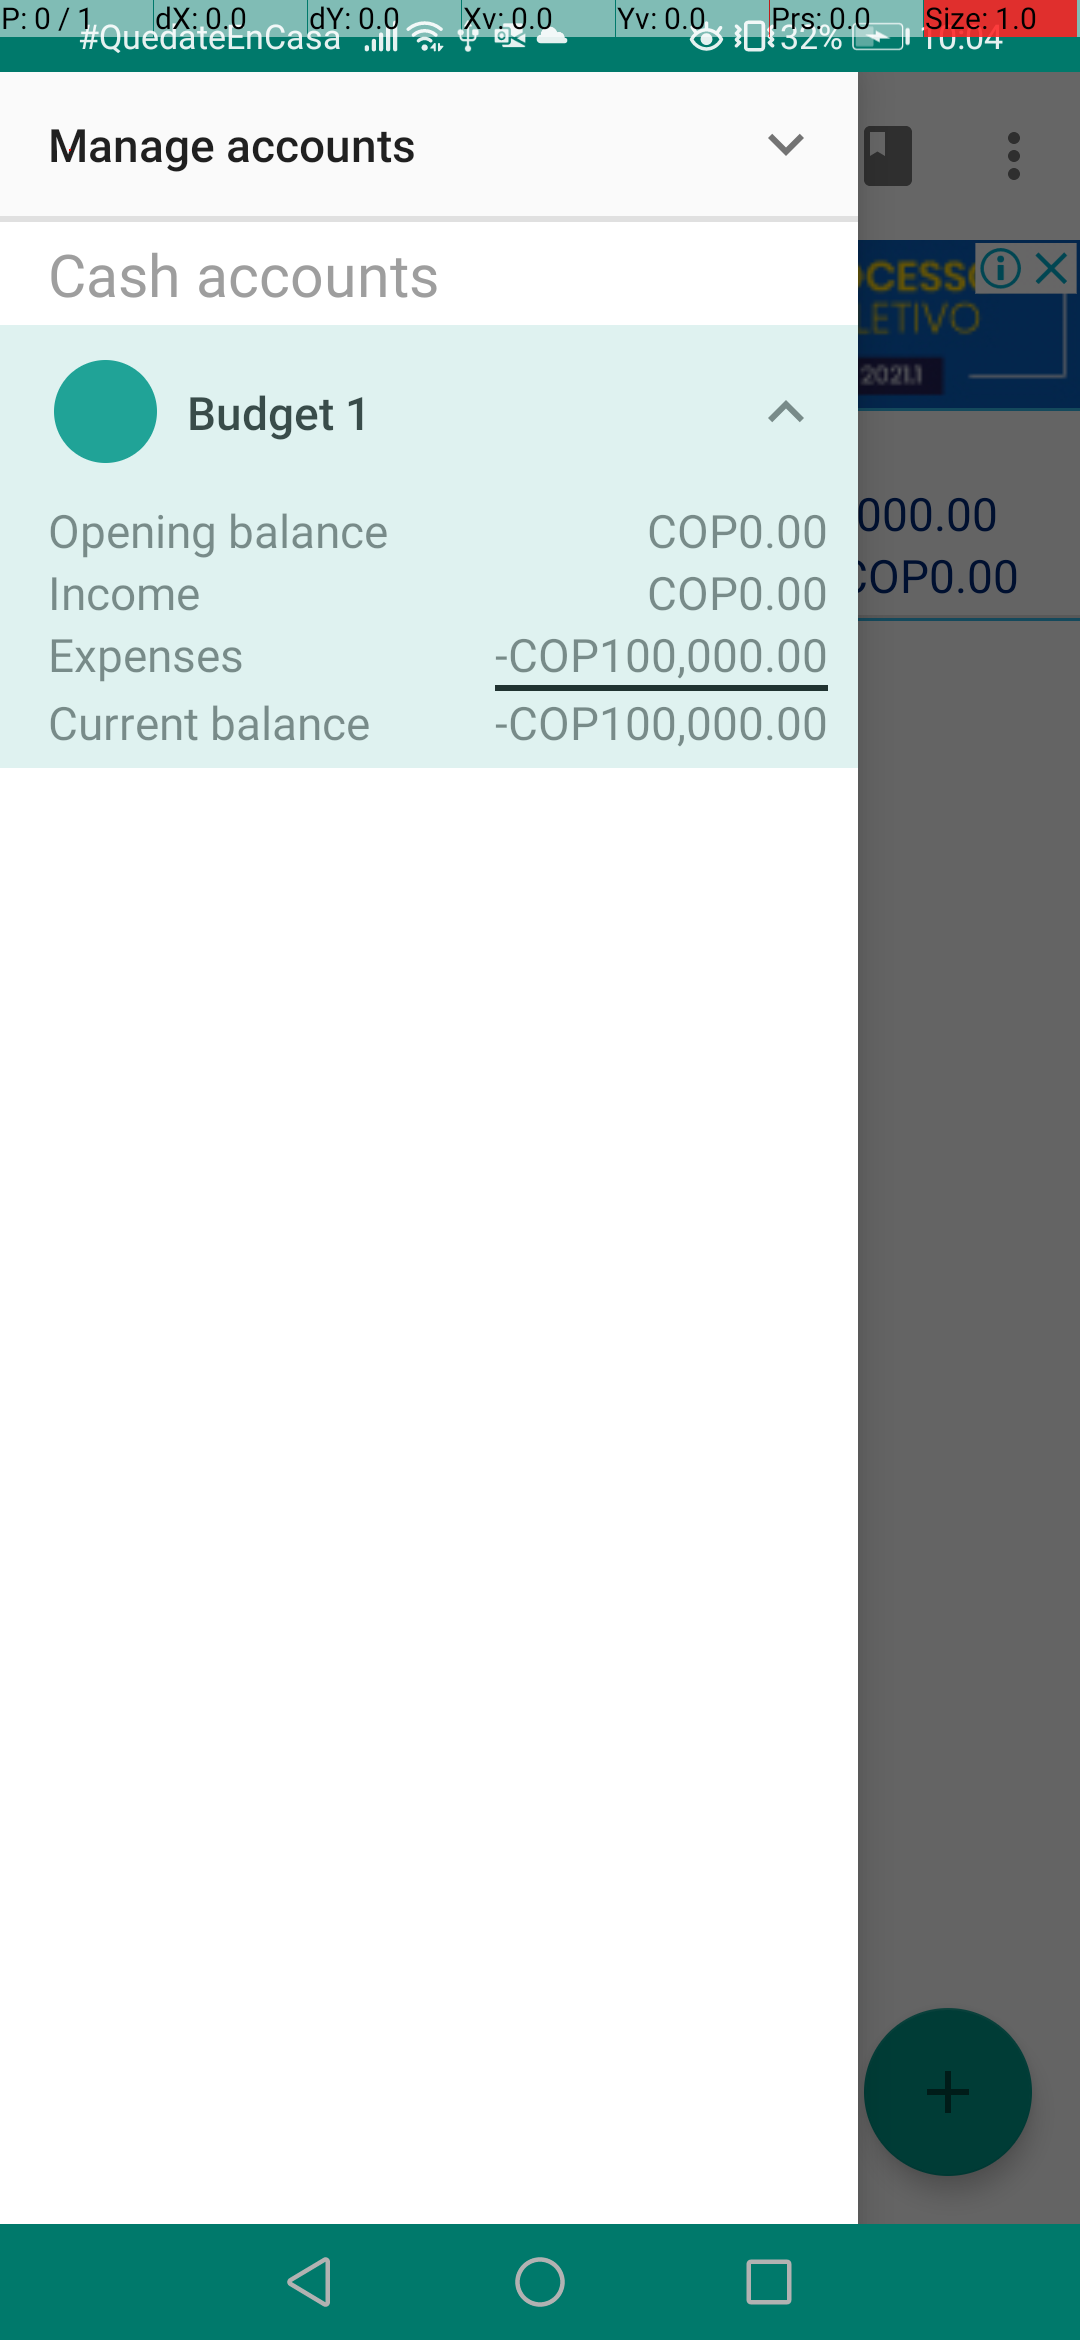 P: 0 / 1 dX: 0.0 dY: 0.0 Xv: 0.0 Yv: 0.0 Prs: 0.0 Size: 1.0
#QuedateEnCasa 32% 10:04
Manage accounts
Cash accounts
OCESSO
LETIVO
2021.1
Budget 1
Opening balance COP0.00
000.00
Income COP0.00
COP0.00
Expenses -COP100,000.00
Current balance -COP100,000.00